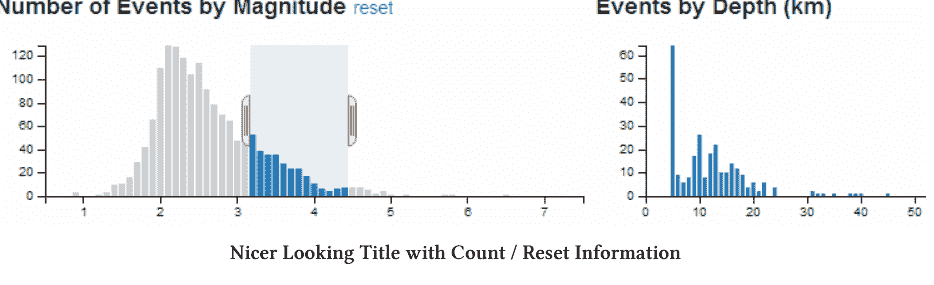 Number of Events by Magnitude reset
120
100
80
60
40
20
0
1 2 3 4 5 6 7
Events by Depth (km)
60
50
40
30
20
10
0
0 10 20 30 40 50
Nicer Looking Title with Count / Reset Information